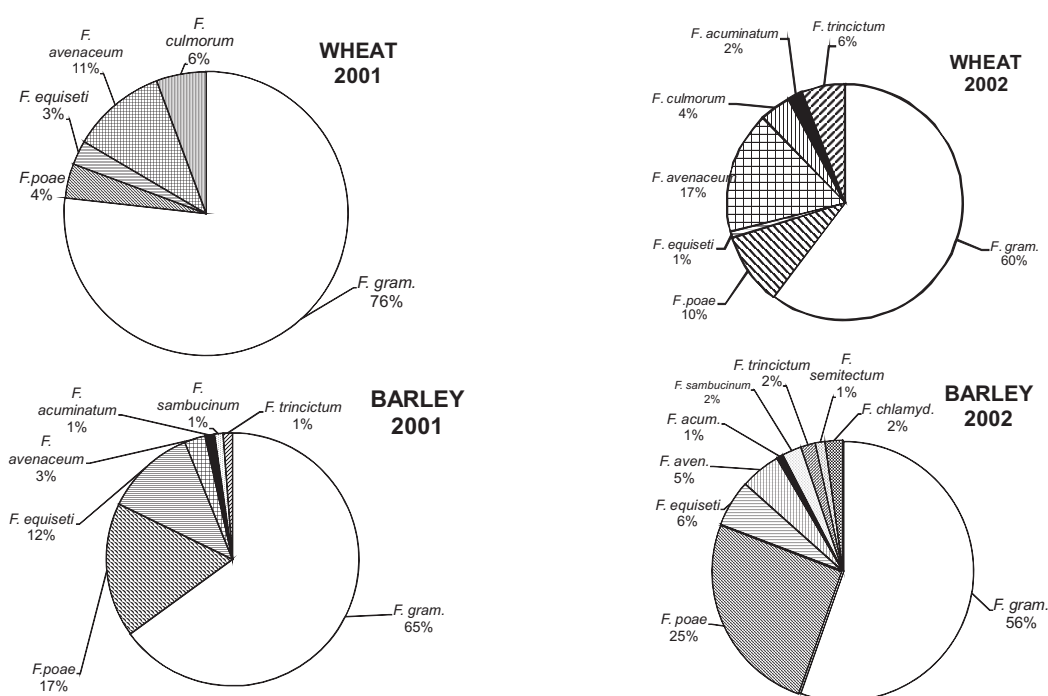 WHEAT
2001
F.
culmorum
6%
F.
avenaceum
11%
F. equiseti
3%
F.poae
4%
F. gram.
76%
WHEAT
2002
F. trincictum
6%
F. acuminatum
2%
F. culmorum
4%
F. avenaceum
17%
F. equiseti
1%
F.poae
10%
F. gram.
60%
BARLEY
2001
F.
sambucinum
1%
F. trincictum
1%
F.
acuminatum
1%
F.
avenaceum
3%
F. equiseti
12%
F.poae
17%
F. gram.
65%
BARLEY
2002
F.
semitectum
1%
F. trincictum
2%
F. sambucinum
2%
F. chlamyd.
2%
F. acum.
1%
F. aven.
5%
F. equiseti
6%
F. poae
25%
F. gram.
56%